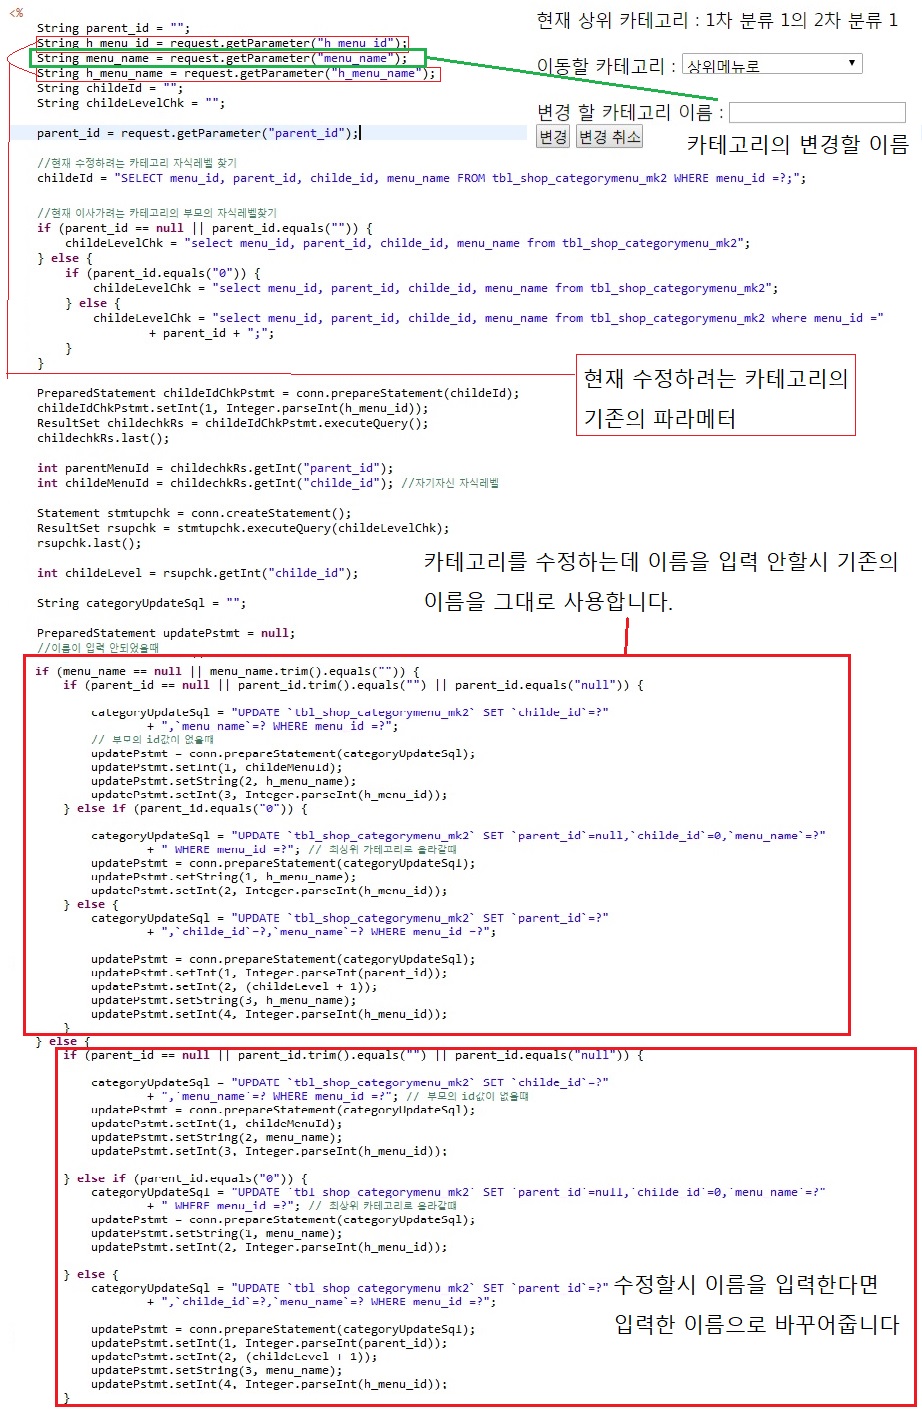 <%
String parent_id = "";
String h_menu_id = request.getParameter("h_menu_id");
String menu_name = request.getParameter("menu_name");
String h_menu_name = request.getParameter("h_menu_name");
String childeId = "";
String childeLevelChk = "";
parent_id = request.getParameter("parent_id");
현재 상위 카테고리 : 1차 분류 1의 2차 분류 1
이동할 카테고리 : 상위메뉴로
변경 할 카테고리 이름 :
변경 변경 취소
카테고리의 변경할 이름
//현재 수정하려는 카테고리 자식레벨 찾기
childeId = "SELECT menu_id, parent_id, childe_id, menu_name FROM tbl_shop_categorymenu_mk2 WHERE menu_id =?;";
//현재 이사가려는 카테고리의 부모의 자식레벨찾기
if (parent_id == null || parent_id.equals("")) {
childeLevelChk = "select menu_id, parent_id, childe_id, menu_name from tbl_shop_categorymenu_mk2";
} else {
if (parent_id.equals("0")) {
childeLevelChk = "select menu_id, parent_id, childe_id, menu_name from tbl_shop_categorymenu_mk2";
} else {
childeLevelChk = "select menu_id, parent_id, childe_id, menu_name from tbl_shop_categorymenu_mk2 where menu_id ="
+ parent_id + ";";
}
}
현재 수정하려는 카테고리의
기존의 파라메터
PreparedStatement childeIdChkPstmt = conn.prepareStatement(childeId);
childeIdChkPstmt.setInt(1, Integer.parseInt(h_menu_id));
ResultSet childechkRs = childeIdChkPstmt.executeQuery();
childechkRs.last();
int parentMenuId = childechkRs.getInt("parent_id");
int childeMenuId = childechkRs.getInt("childe_id"); //자기자신 자식레벨
Statement stmtupchk = conn.createStatement();
ResultSet rsupchk = stmtupchk.executeQuery(childeLevelChk);
rsupchk.last();
int childeLevel = rsupchk.getInt("childe_id");
카테고리를 수정하는데 이름을 입력 안할시 기존의
이름을 그대로 사용합니다.
String categoryUpdateSql = "";
PreparedStatement updatePstmt = null;
//이름이 입력 안되었을때
if (menu_name == null || menu_name.trim().equals("")) {
if (parent_id == null || parent_id.trim().equals("") || parent_id.equals("null")) {
categoryUpdateSql = "UPDATE `tbl_shop_categorymenu_mk2` SET `childe_id`=?"
+ ",`menu_name`=? WHERE menu_id =?";
// 부모의 id값이 없을때
updatePstmt = conn.prepareStatement(categoryUpdateSql);
updatePstmt.setInt(1, childeMenuId);
updatePstmt.setString(2, h_menu_name);
updatePstmt.setInt(3, Integer.parseInt(h_menu_id));
} else if (parent_id.equals("0")) {
categoryUpdateSql = "UPDATE `tbl_shop_categorymenu_mk2` SET `parent_id`=null,`childe_id`=0,`menu_name`=?"
+ " WHERE menu_id =?"; // 최상위 카테고리로 올라갈때
updatePstmt = conn.prepareStatement(categoryUpdateSql);
updatePstmt.setString(1, h_menu_name);
updatePstmt.setInt(2, Integer.parseInt(h_menu_id));
} else {
categoryUpdateSql = "UPDATE `tbl_shop_categorymenu_mk2` SET `parent_id`=?"
+ ",`childe_id`=?,`menu_name`=? WHERE menu_id =?";
updatePstmt = conn.prepareStatement(categoryUpdateSql);
updatePstmt.setInt(1, Integer.parseInt(parent_id));
updatePstmt.setInt(2, (childeLevel + 1));
updatePstmt.setString(3, h_menu_name);
updatePstmt.setInt(4, Integer.parseInt(h_menu_id));
}
} else {
if (parent_id == null || parent_id.trim().equals("") || parent_id.equals("null")) {
categoryUpdateSql = "UPDATE `tbl_shop_categorymenu_mk2` SET `childe_id`=?"
+ ",`menu_name`=? WHERE menu_id =?"; // 부모의 id값이 없을때
updatePstmt = conn.prepareStatement(categoryUpdateSql);
updatePstmt.setInt(1, childeMenuId);
updatePstmt.setString(2, menu_name);
updatePstmt.setInt(3, Integer.parseInt(h_menu_id));
} else if (parent_id.equals("0")) {
categoryUpdateSql = "UPDATE `tbl_shop_categorymenu_mk2` SET `parent_id`=null,`childe_id`=0,`menu_name`=?"
+ " WHERE menu_id =?"; // 최상위 카테고리로 올라갈때
updatePstmt = conn.prepareStatement(categoryUpdateSql);
updatePstmt.setString(1, menu_name);
updatePstmt.setInt(2, Integer.parseInt(h_menu_id));
} else {
categoryUpdateSql = "UPDATE `tbl_shop_categorymenu_mk2` SET `parent_id`=?"
+ ",`childe_id`=?,`menu_name`=? WHERE menu_id =?";
수정할시 이름을 입력한다면
입력한 이름으로 바꾸어줍니다
updatePstmt = conn.prepareStatement(categoryUpdateSql);
updatePstmt.setInt(1, Integer.parseInt(parent_id));
updatePstmt.setInt(2, (childeLevel + 1));
updatePstmt.setString(3, menu_name);
updatePstmt.setInt(4, Integer.parseInt(h_menu_id));
}